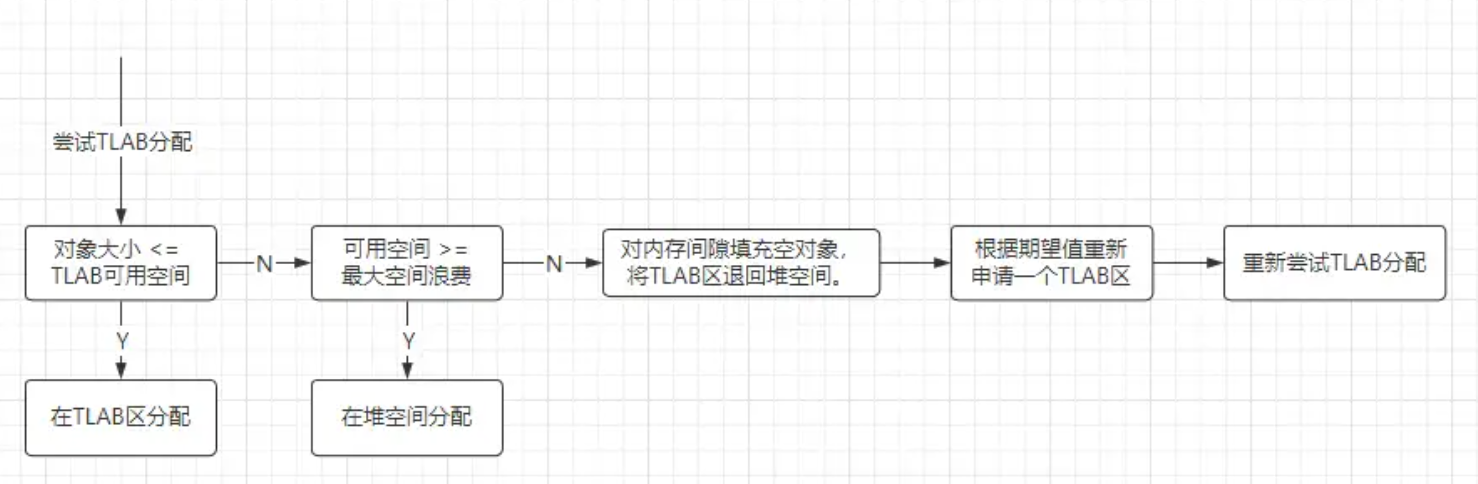 尝试TLAB分配
对象大小 <=
TLAB可用空间
N
可用空间 >=
最大空间浪费
N
对内存间隙填充空对象，
将TLAB区退回堆空间。
根据期望值重新
申请一个TLAB区
重新尝试TLAB分配
Y
Y
在TLAB区分配
在堆空间分配